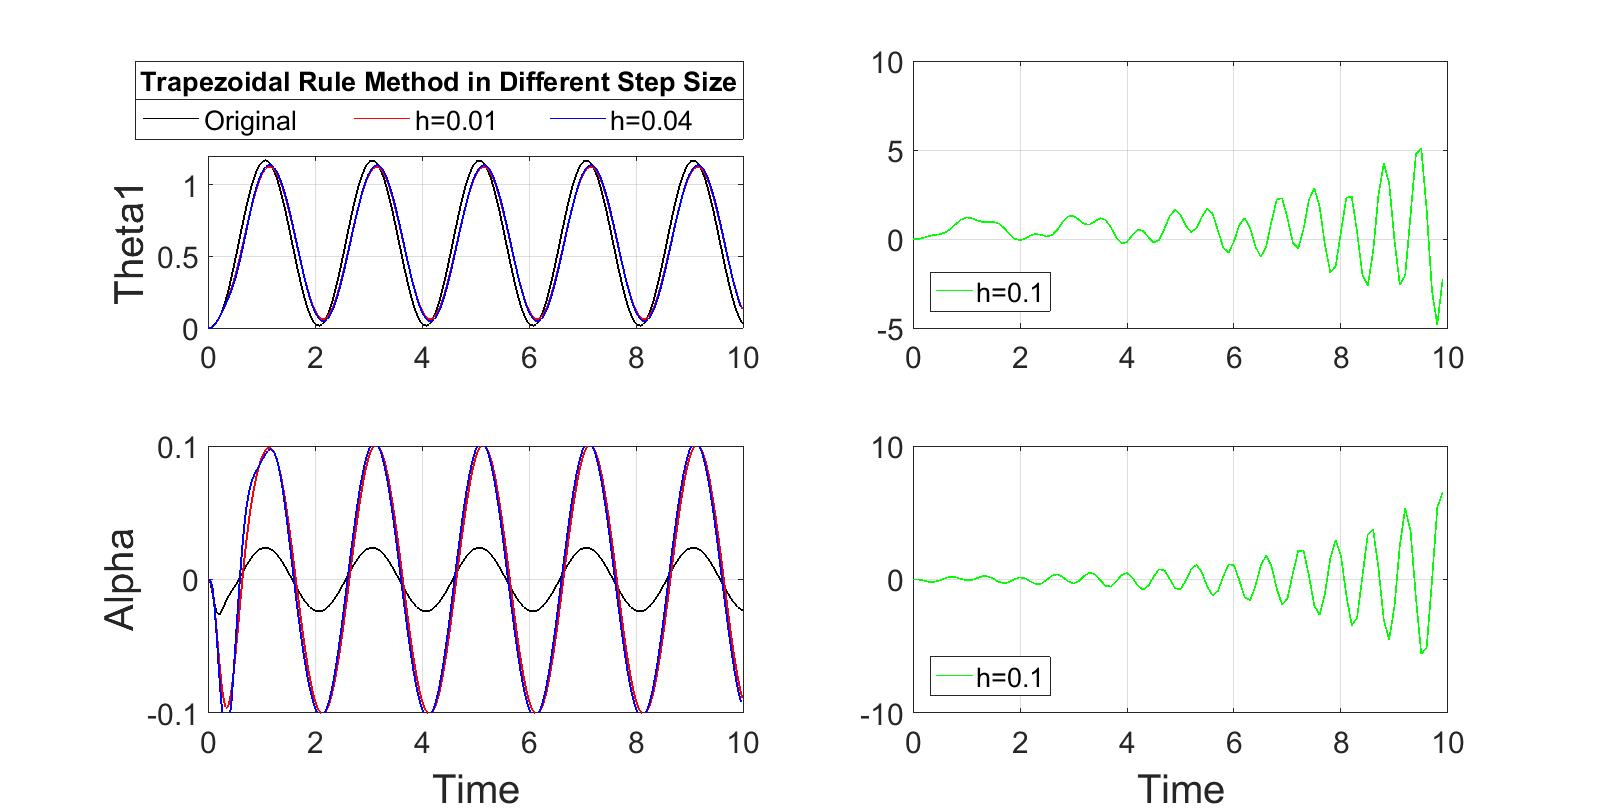 Trapezoidal Rule Method in Different Step Size
Original h=0.01 h=0.04
Theta1
1
0.5
0
0 2 4 6 8 10
10
5
0
-5
h=0.1
0 2 4 6 8 10
Alpha
0.1
0
-0.1
0 2 4 6 8 10
Time
10
0
-10
h=0.1
0 2 4 6 8 10
Time